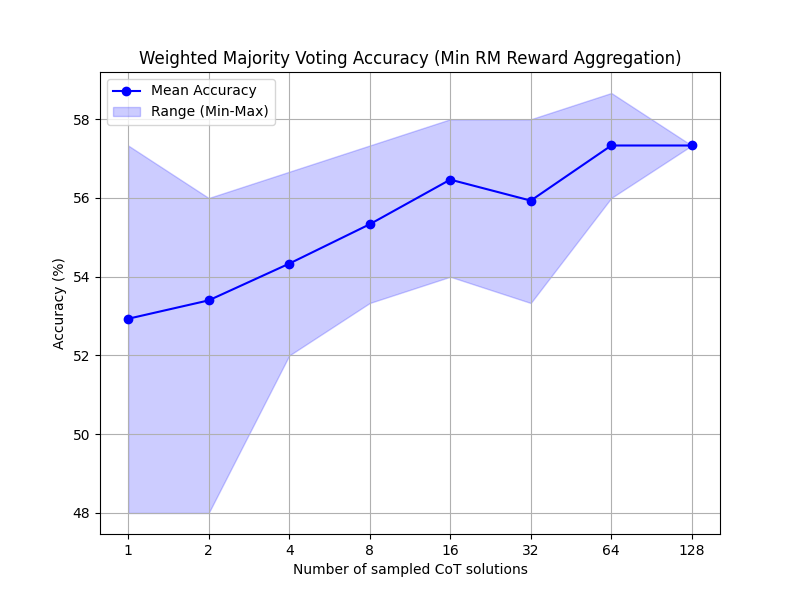 Weighted Majority Voting Accuracy (Min RM Reward Aggregation)
Mean Accuracy
Range (Min-Max)
58
56
54
52
50
48
Accuracy (%)
1 2 4 8 16 32 64 128
Number of sampled CoT solutions